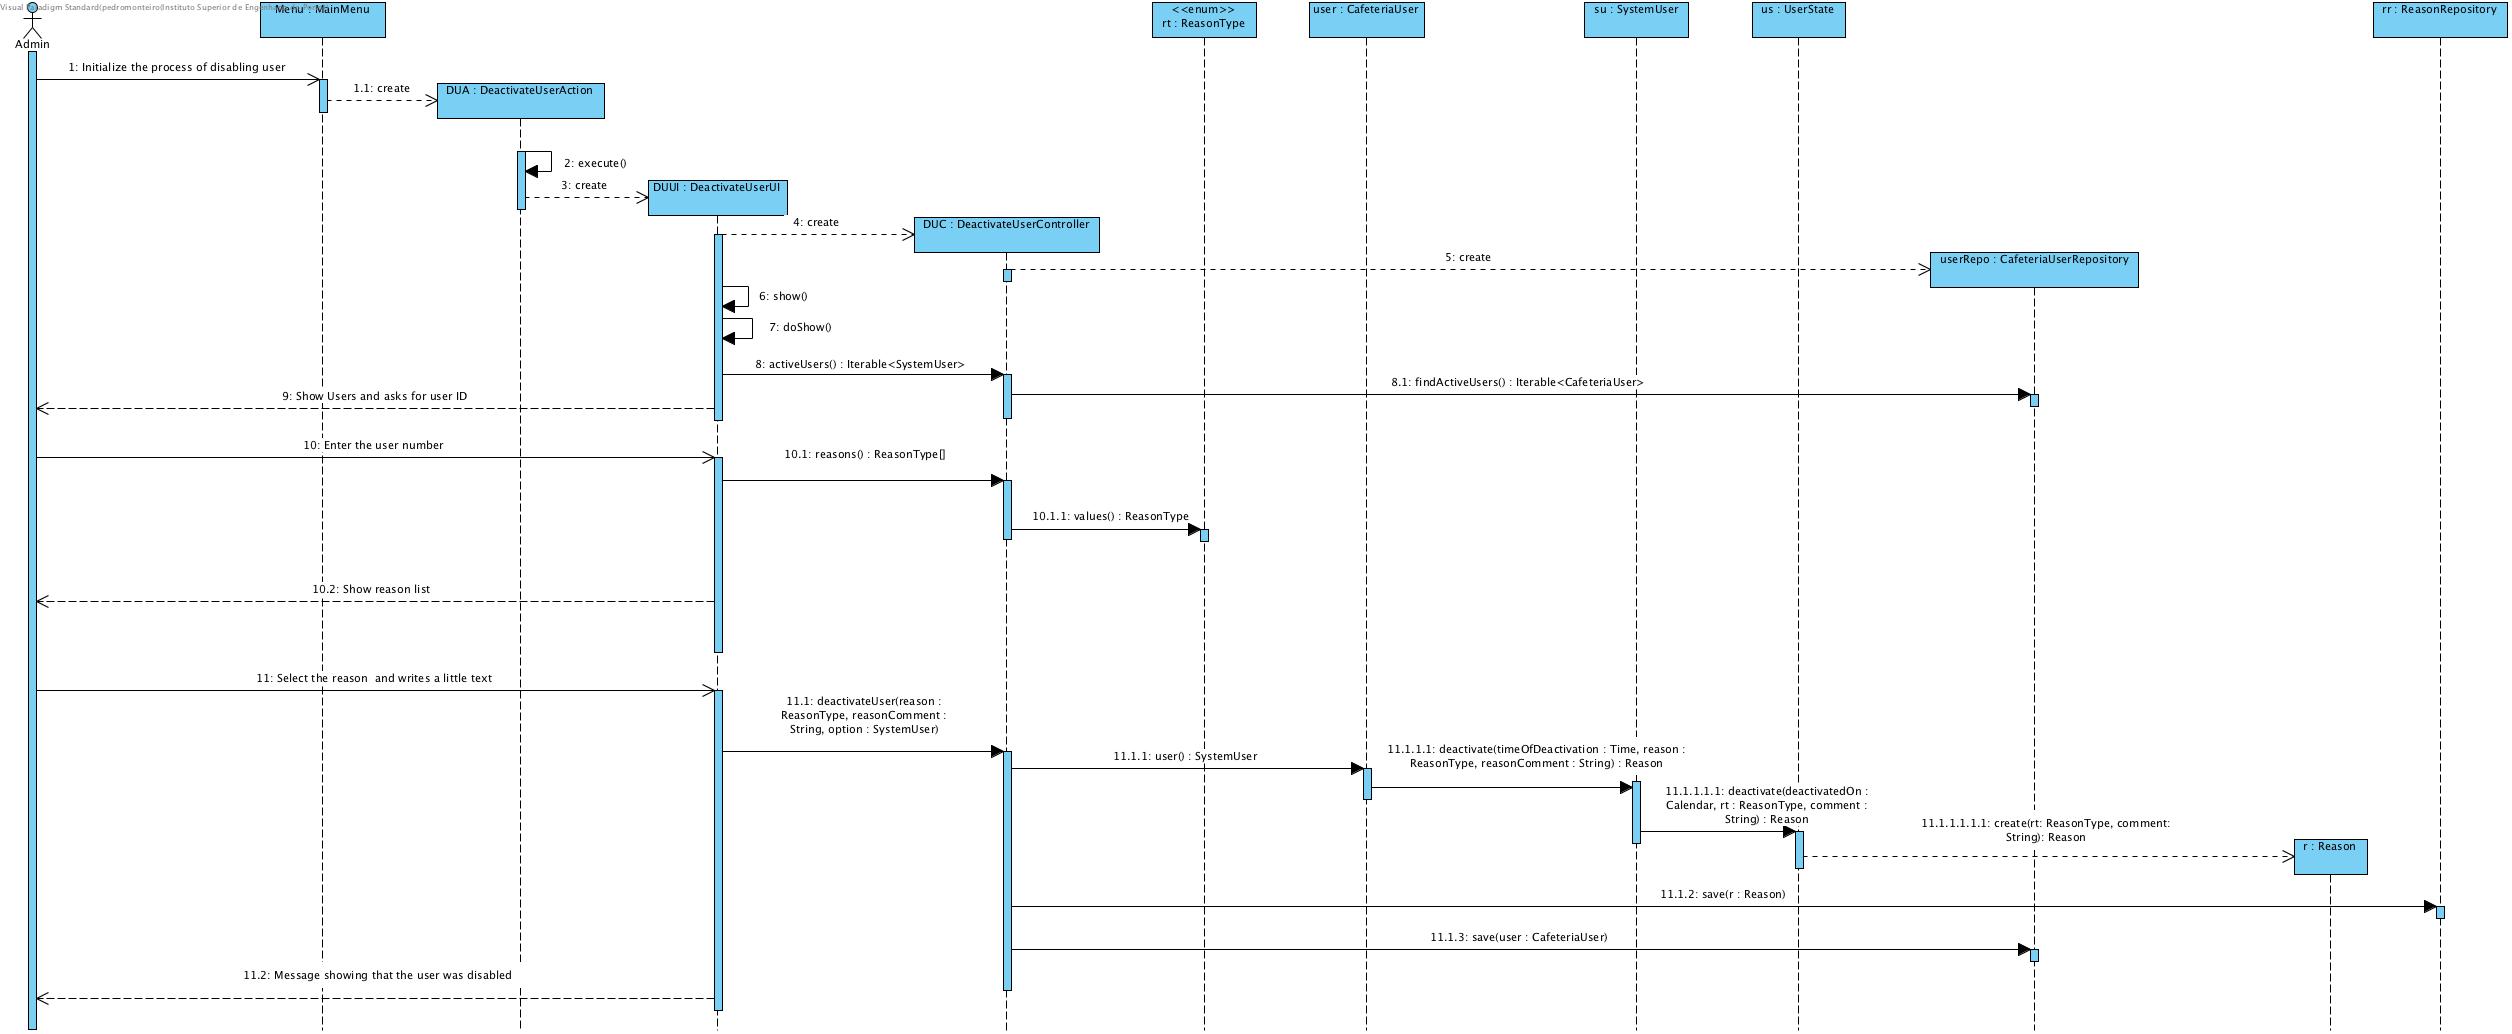 Visual Paradigm Standard(pedromonteiro(Instituto Superior de Engenharia do Porto)
Menu : MainMenu
<<enum>>
rt : ReasonType
user : CafeteriaUser
su : SystemUser
us : UserState
rr : ReasonRepository
Admin
1: Initialize the process of disabling user
1.1: create
DUA : DeactivateUserAction
2: execute()
3: create
DUUI : DeactivateUserUI
4: create
DUC : DeactivateUserController
5: create
userRepo : CafeteriaUserRepository
6: show()
7: doShow()
8: activeUsers() : Iterable<SystemUser>
8.1: findActiveUsers() : Iterable<CafeteriaUser>
9: Show Users and asks for user ID
10: Enter the user number
10.1: reasons() : ReasonType[]
10.1.1: values() : ReasonType
10.2: Show reason list
11: Select the reason  and writes a little text
11.1: deactivateUser(reason :
ReasonType, reasonComment :
String, option : SystemUser)
11.1.1: user() : SystemUser
11.1.1.1: deactivate(timeOfDeactivation : Time, reason :
ReasonType, reasonComment : String) : Reason
11.1.1.1.1: deactivate(deactivatedOn :
Calendar, rt : ReasonType, comment :
String) : Reason
11.1.1.1.1.1: create(rt: ReasonType, comment:
String): Reason
r : Reason
11.1.2: save(r : Reason)
11.1.3: save(user : CafeteriaUser)
11.2: Message showing that the user was disabled